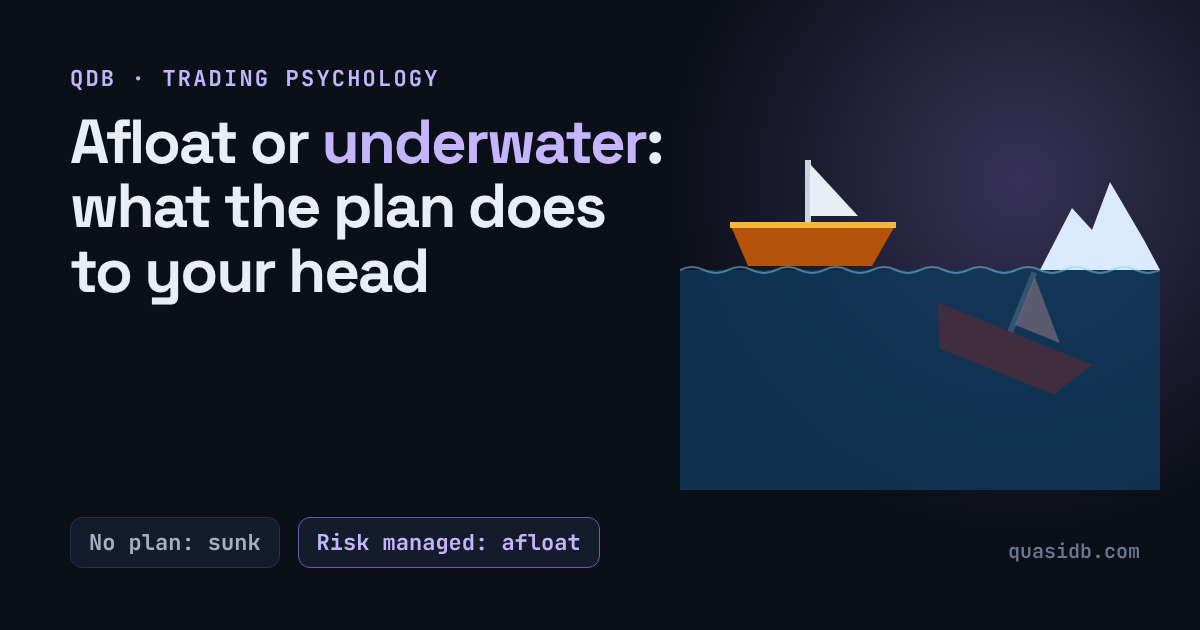 QDB · TRADING PSYCHOLOGY
Afloat or underwater:
what the plan does
to your head
No plan: sunk
Risk managed: afloat
quasidb.com